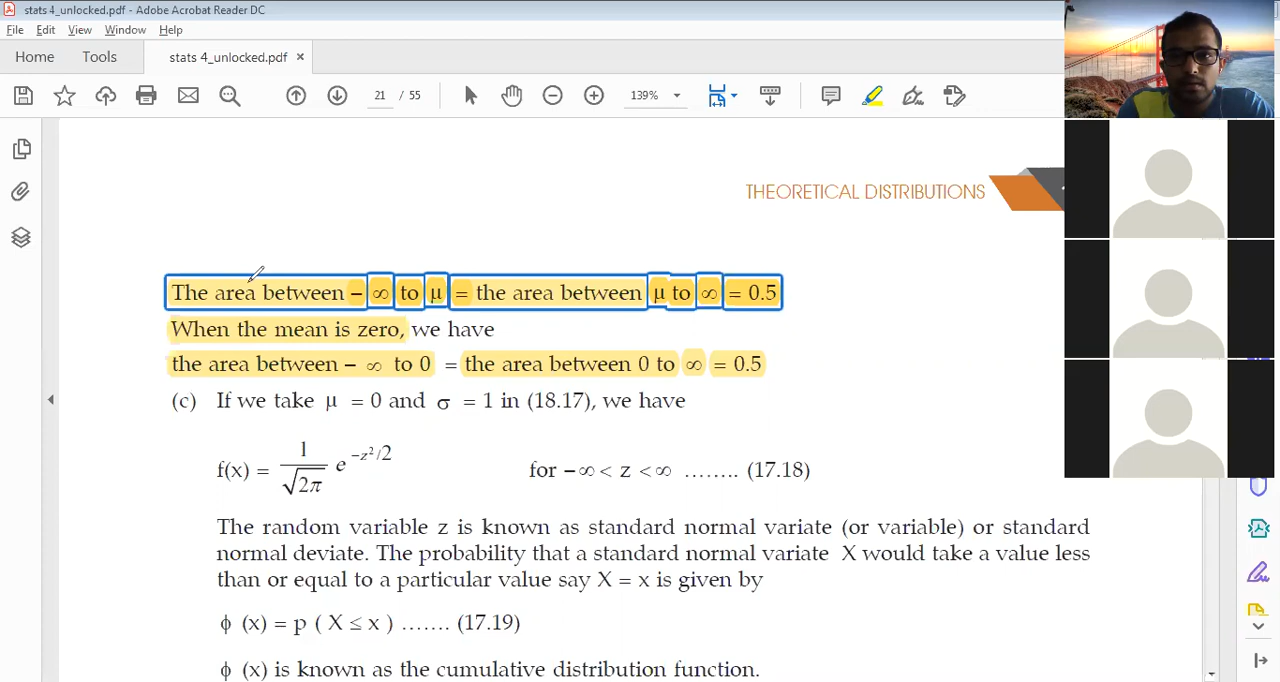 stats 4_unlocked.pdf - Adobe Acrobat Reader DC
File Edit View Window Help
Home Tools stats 4_unlocked.pdf ×
21 / 55 139%
THEORETICAL DISTRIBUTIONS
The area between – ∞ to μ = the area between μ to ∞ = 0.5
When the mean is zero, we have
the area between – ∞ to 0 = the area between 0 to ∞ = 0.5
(c) If we take μ = 0 and σ = 1 in (18.17), we have
f(x) = 1/√2π e^(–z²/2) for –∞ < z < ∞ …….. (17.18)
The random variable z is known as standard normal variate (or variable) or standard
normal deviate. The probability that a standard normal variate X would take a value less
than or equal to a particular value say X = x is given by
ϕ (x) = p ( X ≤ x ) ……. (17.19)
ϕ (x) is known as the cumulative distribution function.